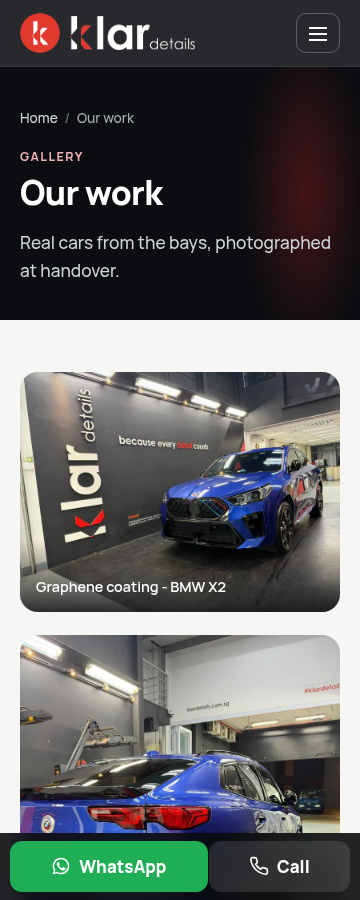 klar details
Home / Our work
GALLERY
Our work
Real cars from the bays, photographed
at handover.
klar details
because every detail counts
Graphene coating - BMW X2
klardetails.com.sg
#klardetail
WhatsApp
Call